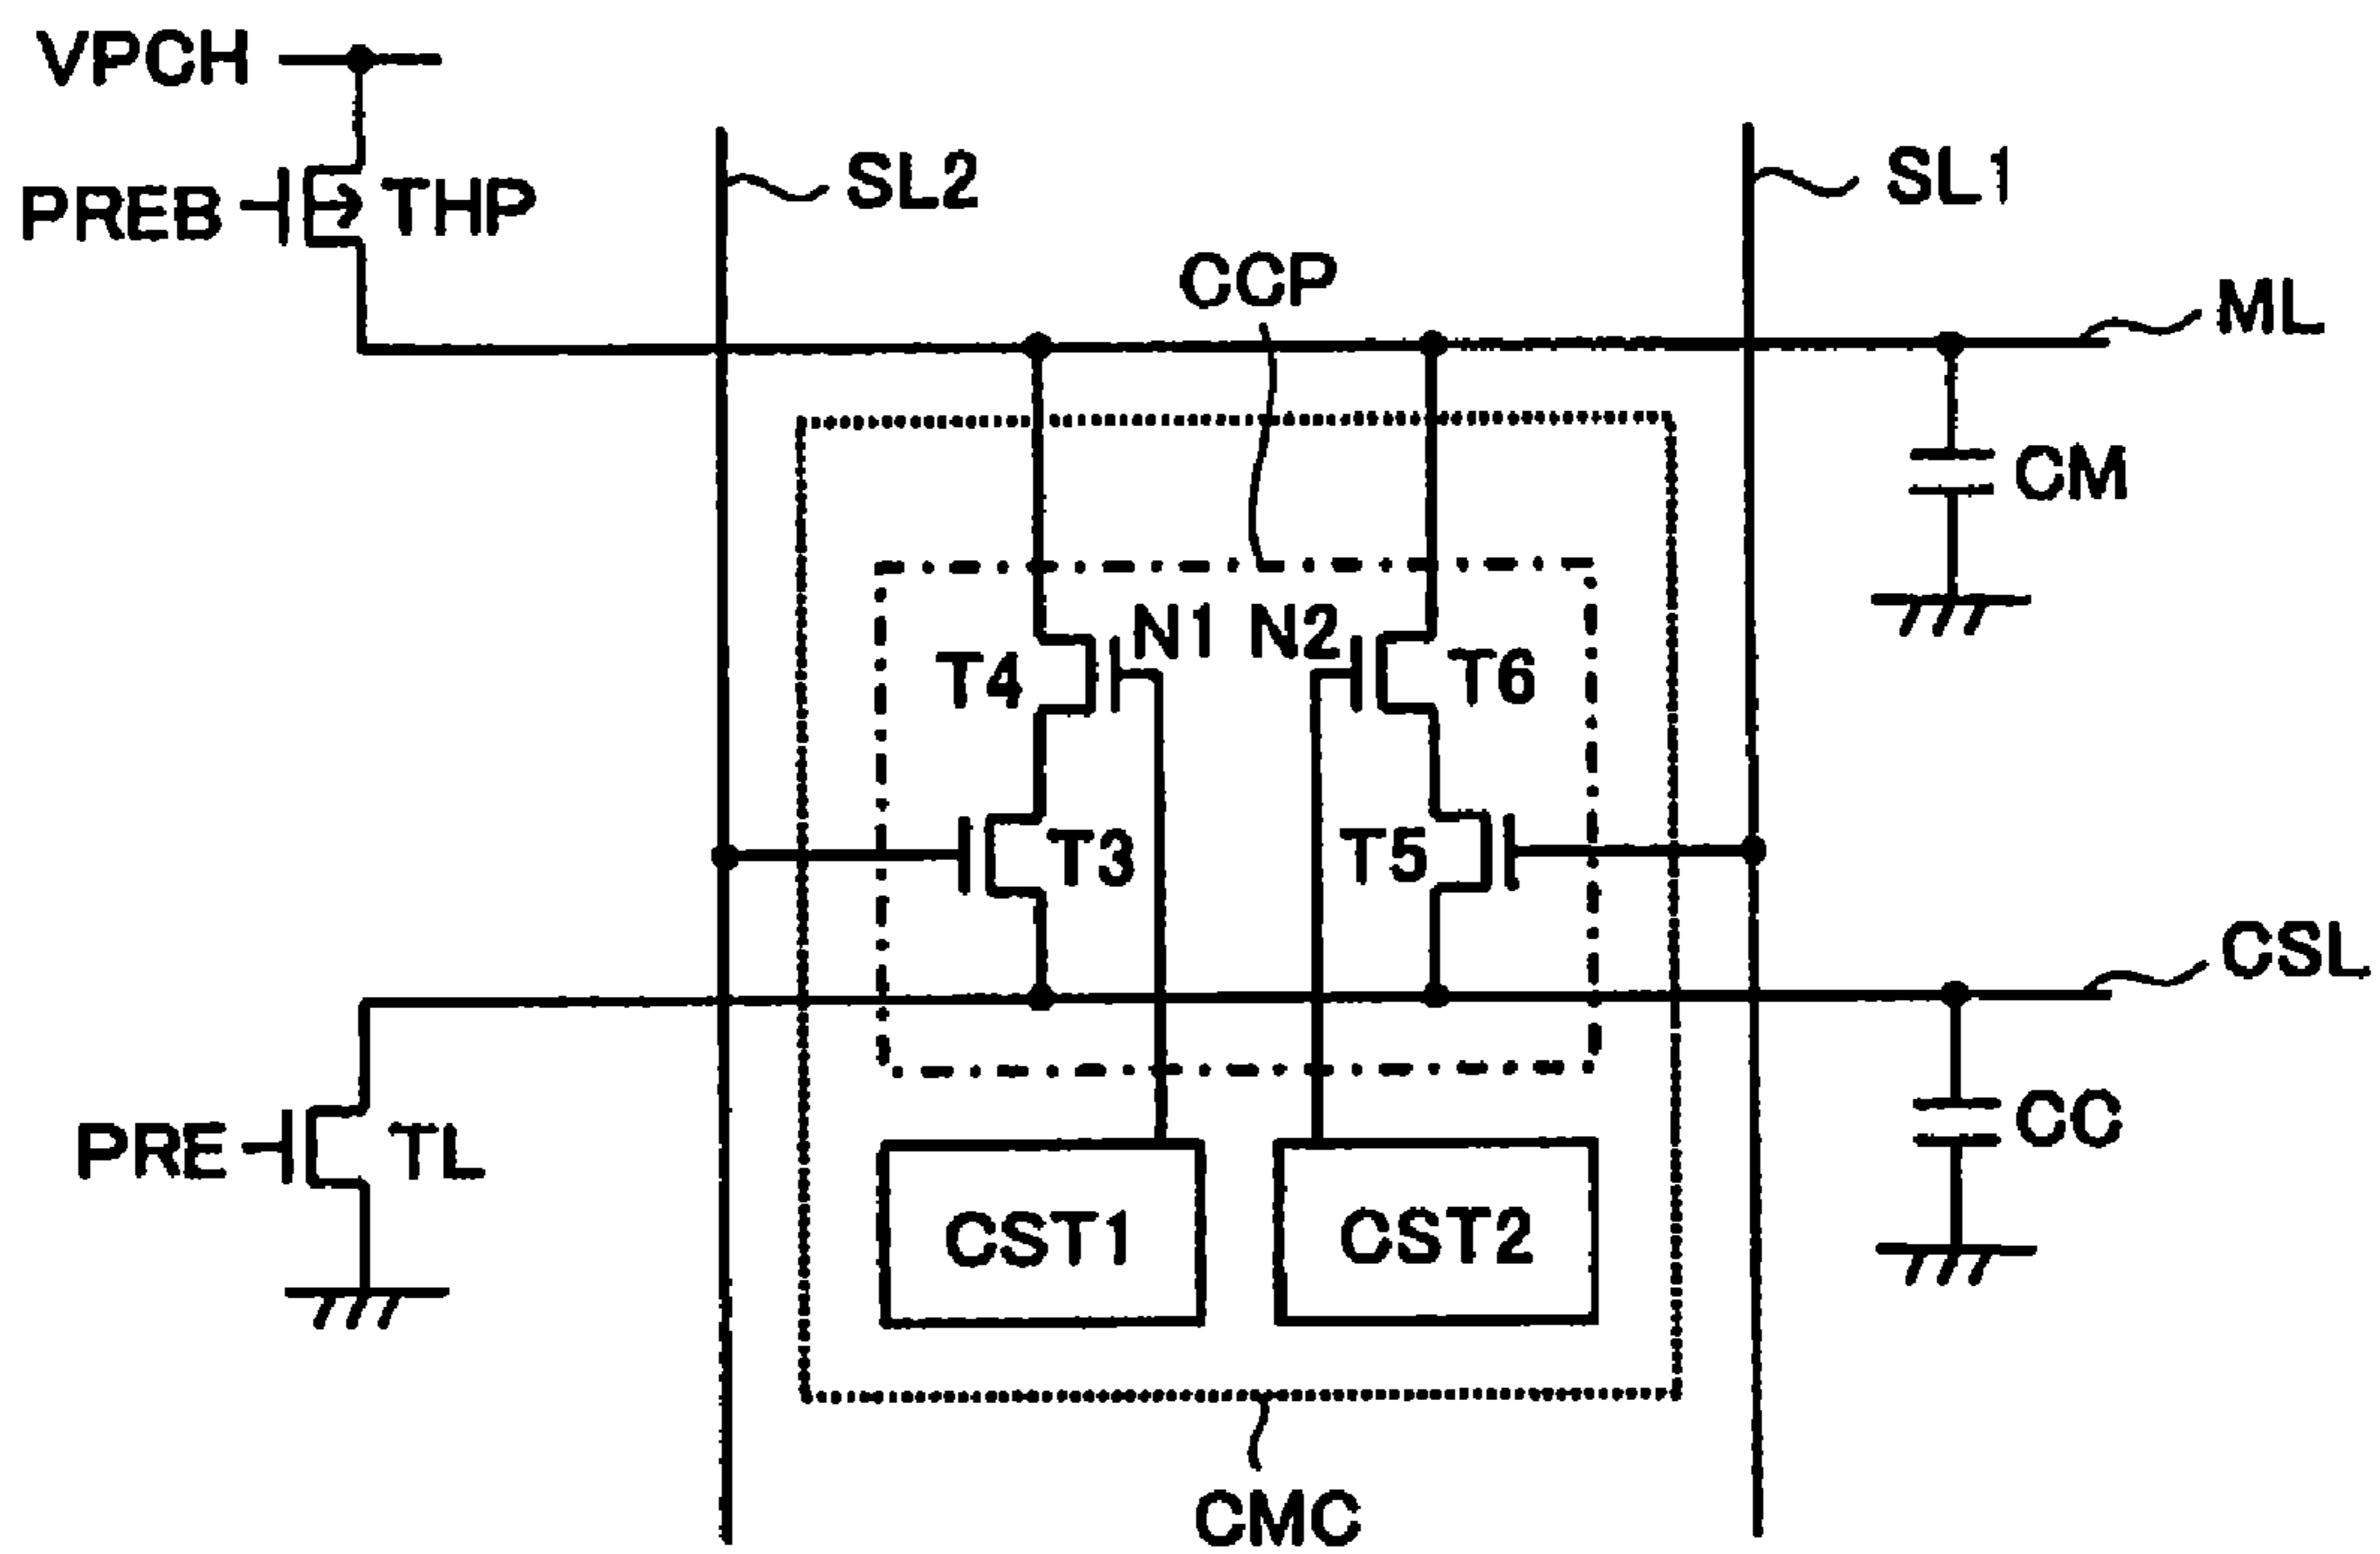 VPCH
PREB
THP
SL2
SL1
CCP
ML
CM
N1
N2
T4
T6
T3
T5
CSL
PRE
TL
CC
CST1
CST2
CMC